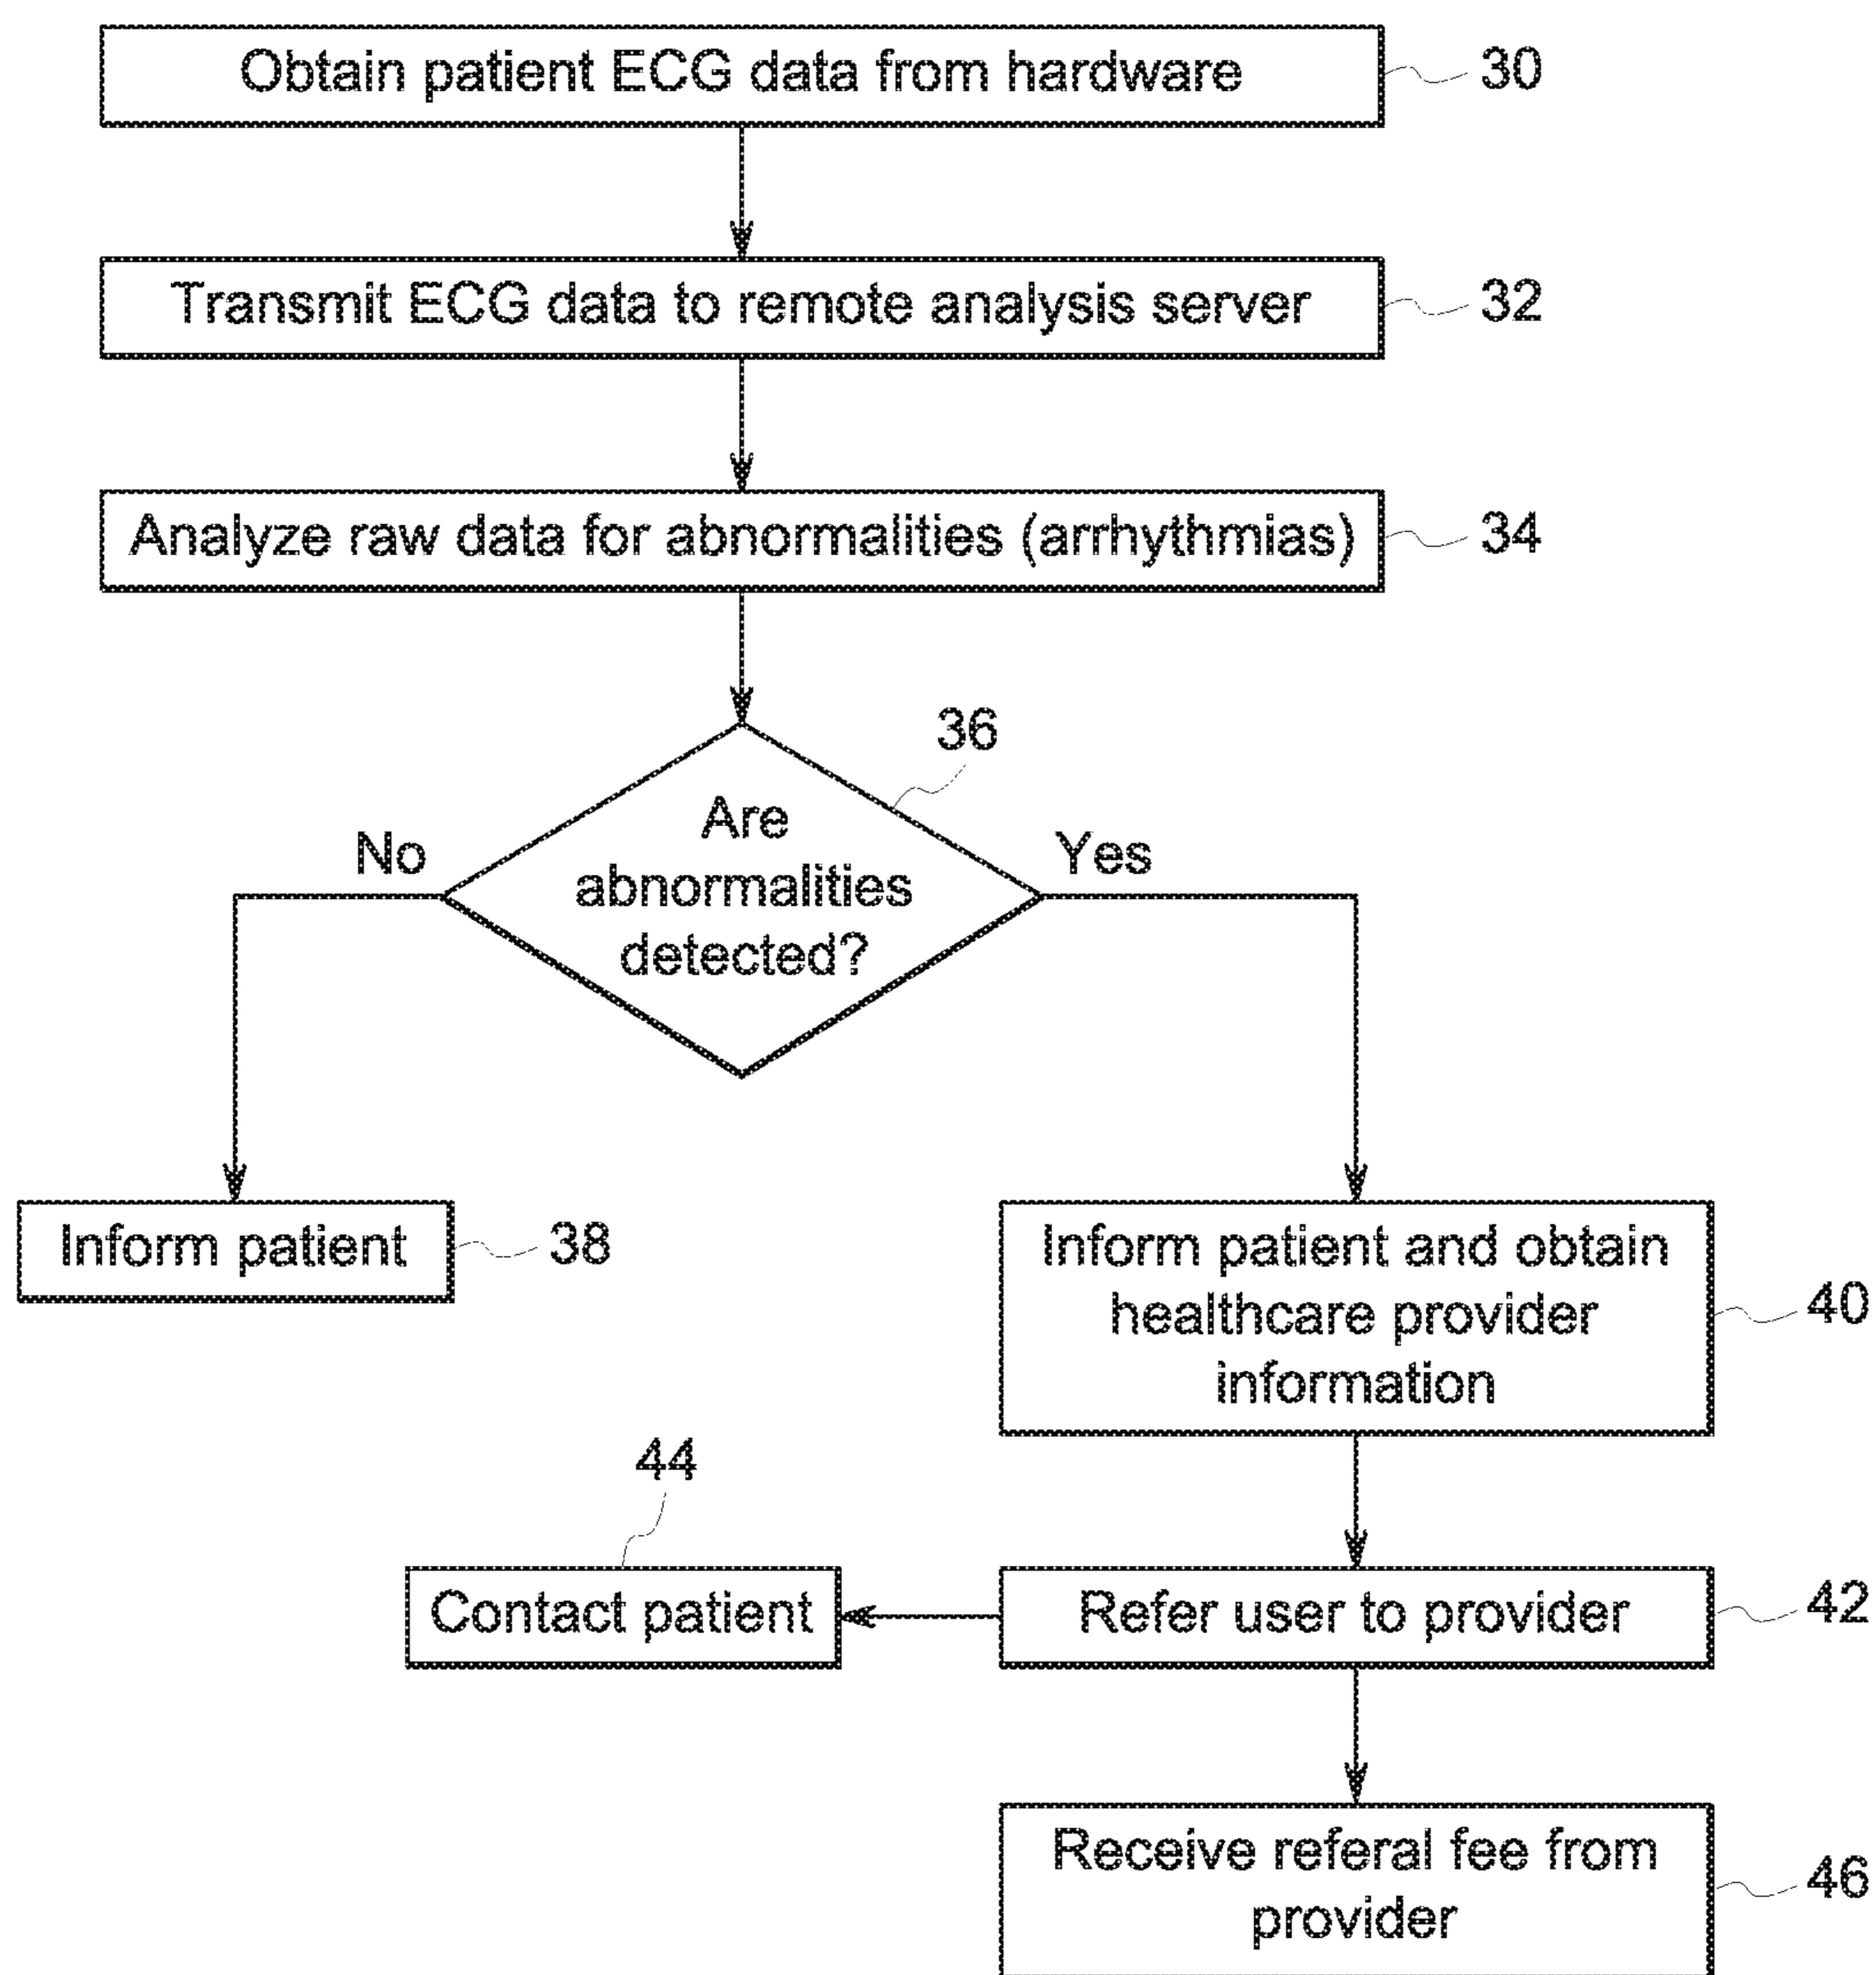 Obtain patient ECG data from hardware
30
Transmit ECG data to remote analysis server
32
Analyze raw data for abnormalities (arrhythmias)
34
36
Are
abnormalities
detected?
No
Yes
Inform patient
38
Inform patient and obtain
healthcare provider
information
40
44
Contact patient
Refer user to provider
42
Receive referal fee from
provider
46